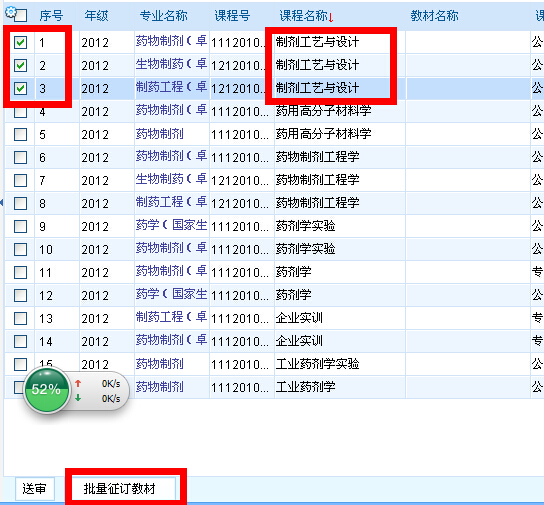 序号 年级 专业名称 课程号 课程名称↓ 教材名称 课
1 2012 药物制剂(卓 1112010... 制剂工艺与设计 公
2 2012 生物制药(卓 1212010... 制剂工艺与设计 公
3 2012 制药工程(卓 1212010... 制剂工艺与设计 公
4 2012 药物制剂(卓 1112010... 药用高分子材料学 公
5 2012 药物制剂 1112010... 药用高分子材料学 公
6 2012 药物制剂(卓 1112010... 药物制剂工程学 公
7 2012 生物制药(卓 1212010... 药物制剂工程学 公
8 2012 制药工程(卓 1212010... 药物制剂工程学 公
9 2012 药学(国家生 1112010... 药剂学实验 公
10 2012 药物制剂(卓 1112010... 药剂学实验 公
11 2012 药物制剂(卓 1112010... 药剂学 专
12 2012 药学(国家生 1112010... 药剂学 公
13 2012 制药工程(卓 1112010... 企业实训 专
14 2012 药物制剂(卓 1112010... 企业实训 公
15 2012 药物制剂 1112010... 工业药剂学实验 公
2012 药物制剂 1112010... 工业药剂学 公
52% ↑ 0K/s
↓ 0K/s
送审 批量征订教材